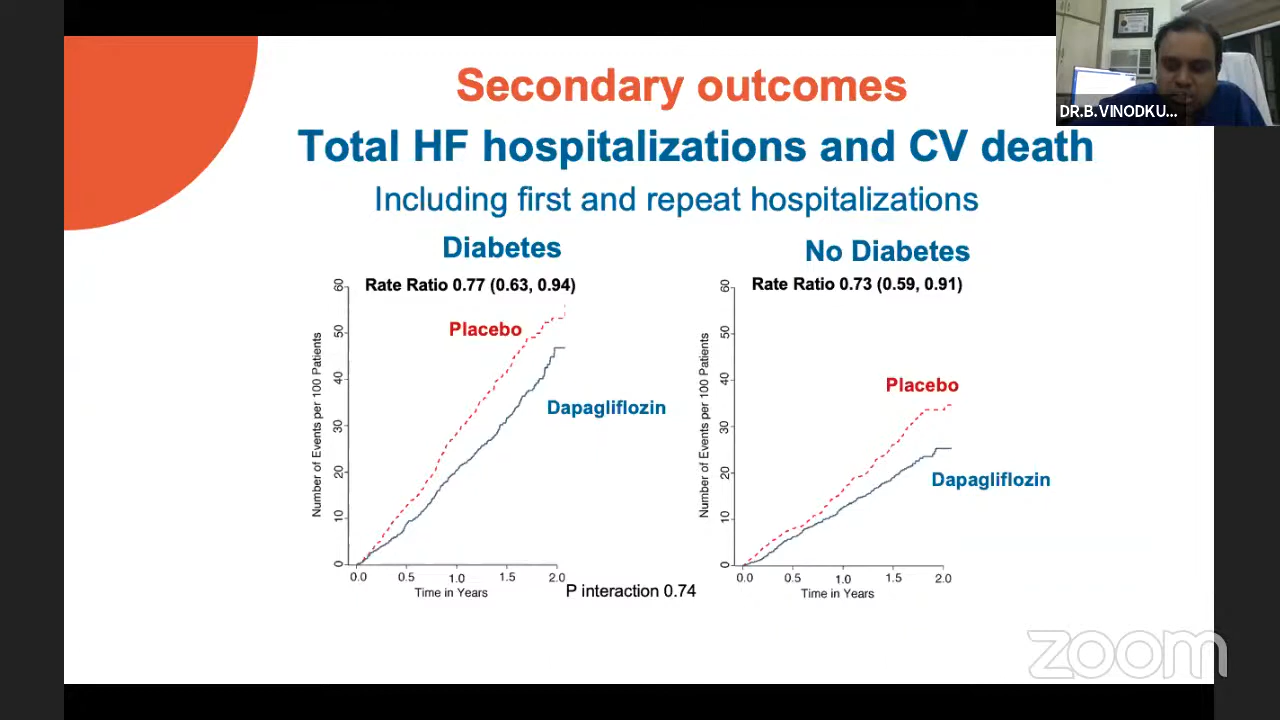 DR.B.VINODKU...
Secondary outcomes
Total HF hospitalizations and CV death
Including first and repeat hospitalizations
Diabetes
Rate Ratio 0.77 (0.63, 0.94)
Placebo
Dapagliflozin
Number of Events per 100 Patients
60
50
40
30
20
10
0
0.0 0.5 1.0 1.5 2.0
Time in Years
P interaction 0.74
No Diabetes
Rate Ratio 0.73 (0.59, 0.91)
Placebo
Dapagliflozin
Number of Events per 100 Patients
60
50
40
30
20
10
0
0.0 0.5 1.0 1.5 2.0
Time in Years
zoom